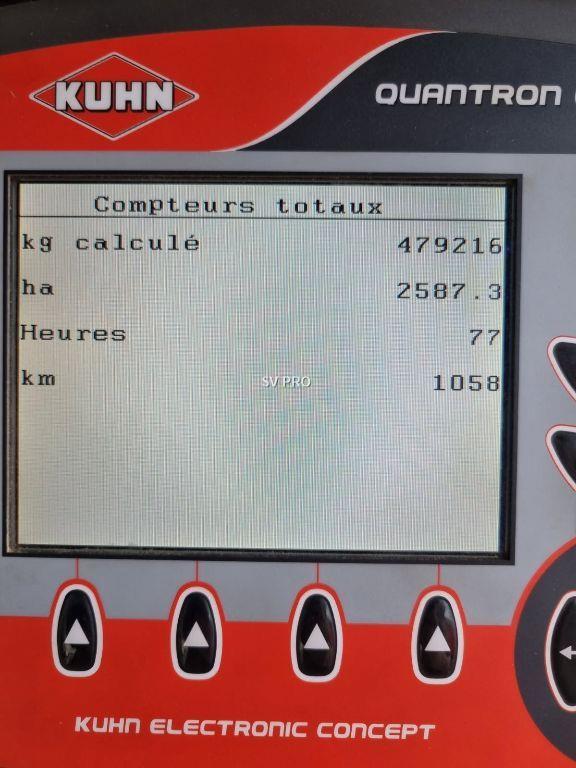 KUHN
QUANTRON
Compteurs totaux
kg calculé 479216
ha 2587.3
Heures 77
km 1058
SV PRO
KUHN ELECTRONIC CONCEPT